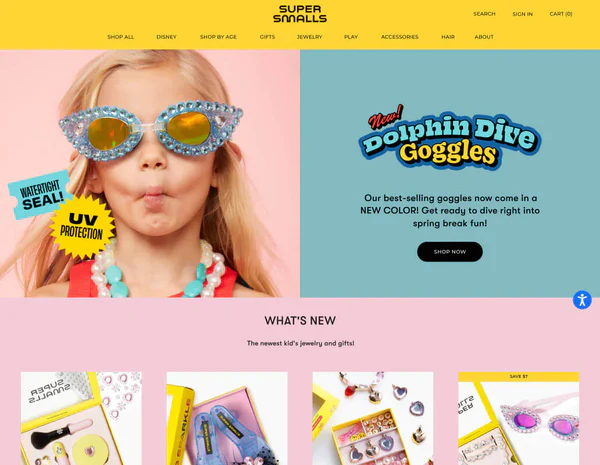 SUPER
SMALLS
SEARCH
SIGN IN
CART (0)
SHOP ALL
DISNEY
SHOP BY AGE
GIFTS
JEWELRY
PLAY
ACCESSORIES
HAIR
ABOUT
WATERTIGHT
SEAL!
UV
PROTECTION
New!
Dolphin Dive
Goggles
Our best-selling goggles now come in a
NEW COLOR! Get ready to dive right into
spring break fun!
SHOP NOW
WHAT'S NEW
The newest kid's jewelry and gifts!
SUPER
SMALLS
SPARKLE
SAVE $7